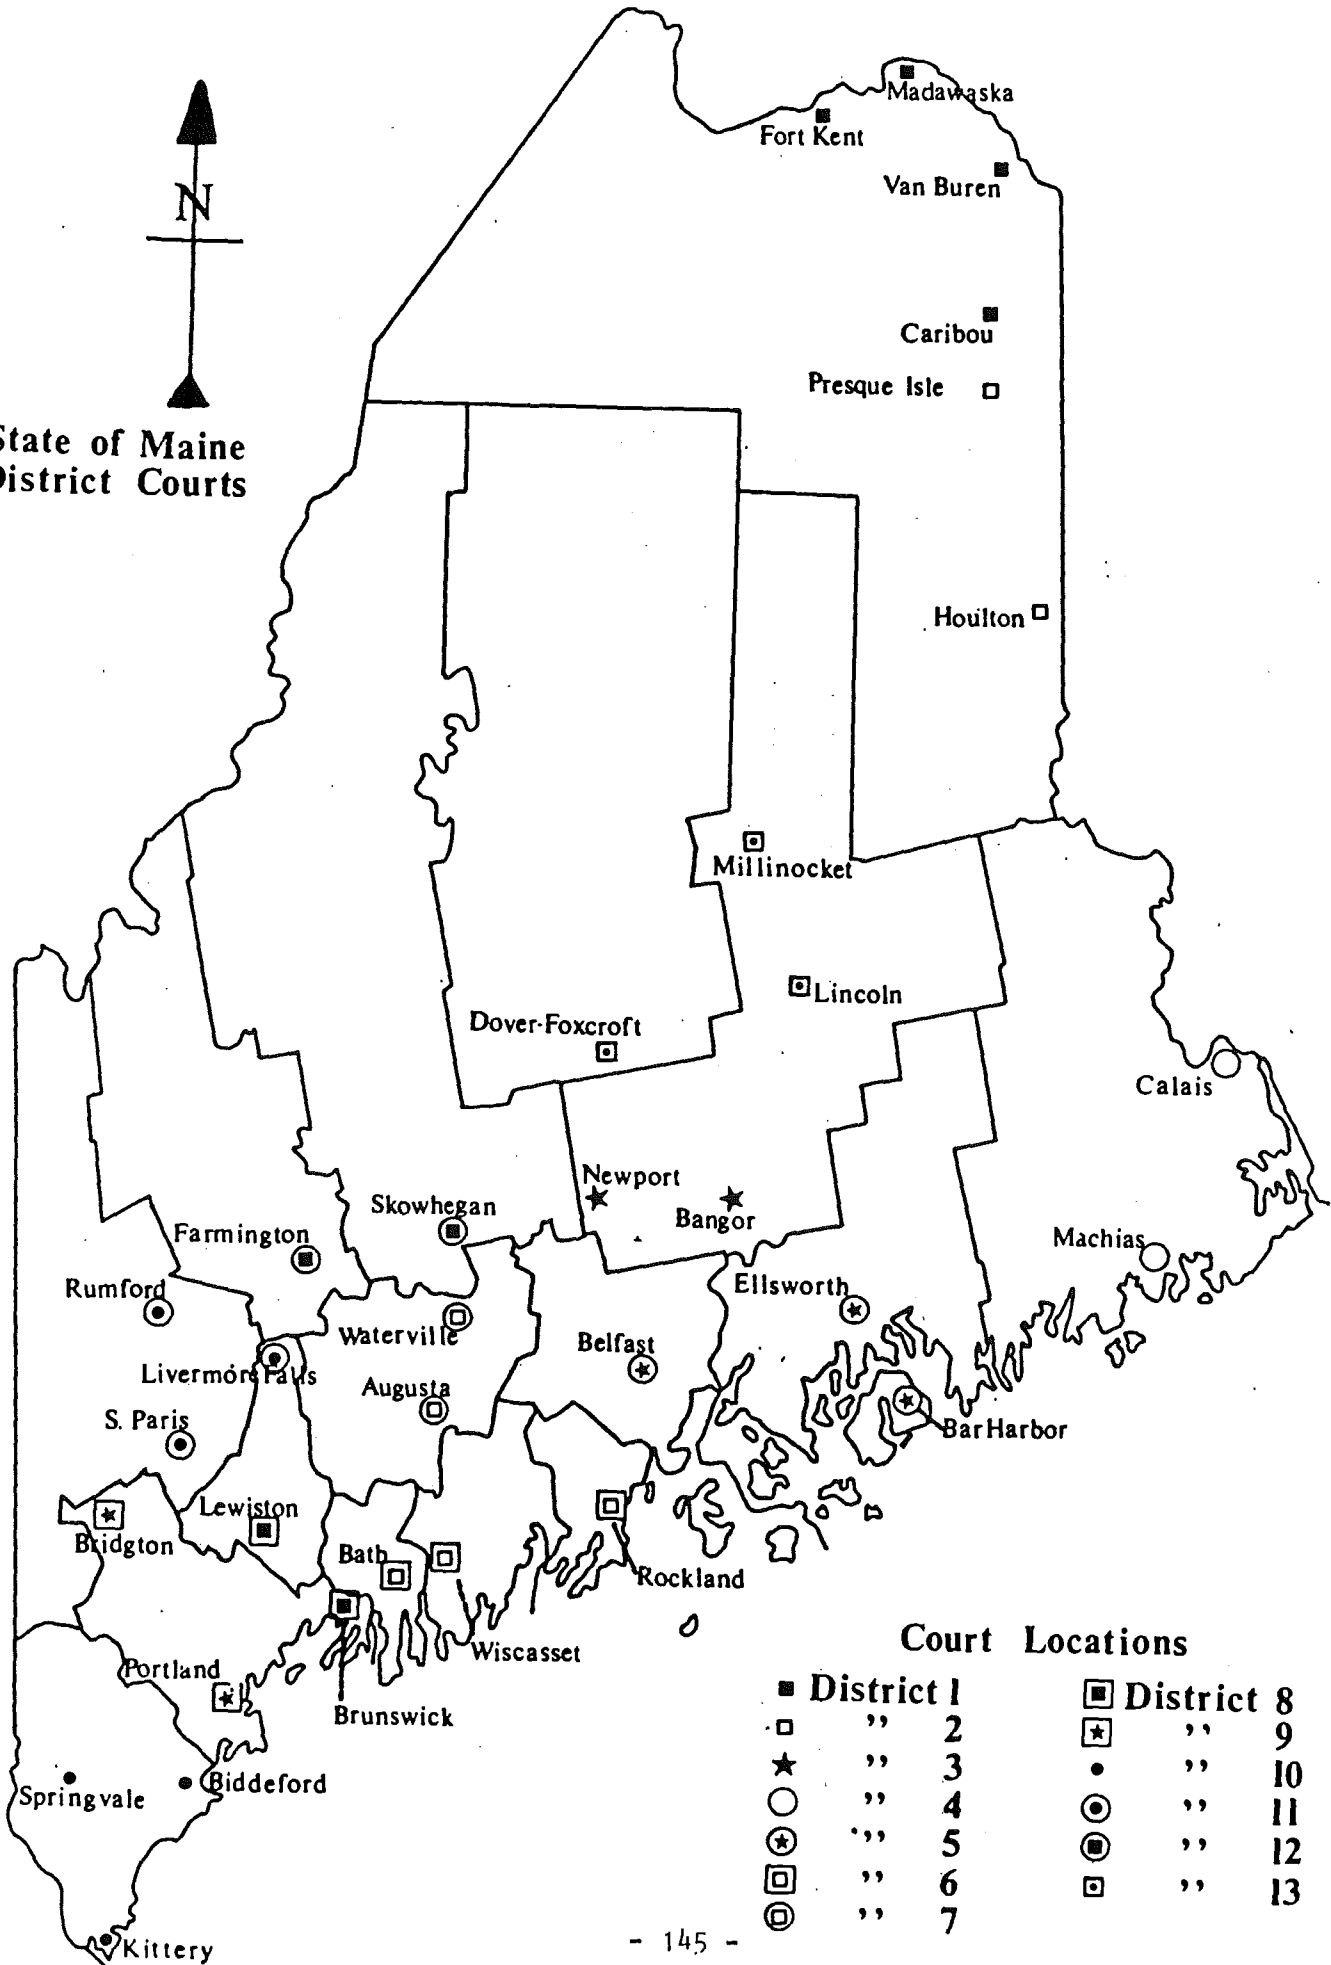 Madawaska
Fort Kent
Van Buren
N
Caribou
Presque Isle
State of Maine
District Courts
Houlton
Millinocket
Lincoln
Dover-Foxcroft
Calais
Newport
Skowhegan
Bangor
Farmington
Machias
Rumford
Ellsworth
Waterville
Belfast
Livermore Falls
Augusta
S. Paris
Bar Harbor
Lewiston
Bridgton
Bath
Rockland
Wiscasset
Portland
Brunswick
Biddeford
Springvale
Kittery
Court Locations
District 1
" 2
" 3
" 4
" 5
" 6
" 7
District 8
" 9
" 10
" 11
" 12
" 13
- 145 -